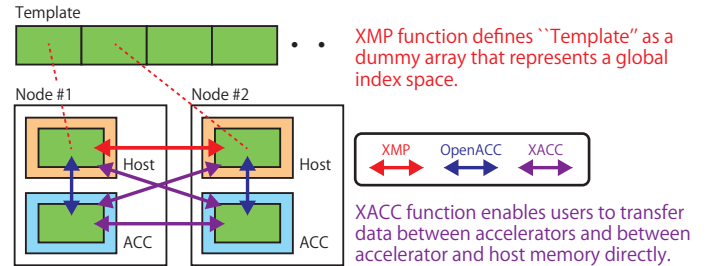 Template
XMP function defines ``Template" as a
dummy array that represents a global
index space.
Node #1
Node #2
Host
Host
ACC
ACC
XMP
OpenACC
XACC
XACC function enables users to transfer
data between accelerators and between
accelerator and host memory directly.